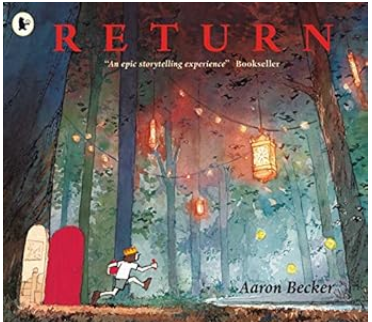 RETURN
“An epic storytelling experience” Bookseller
Aaron Becker